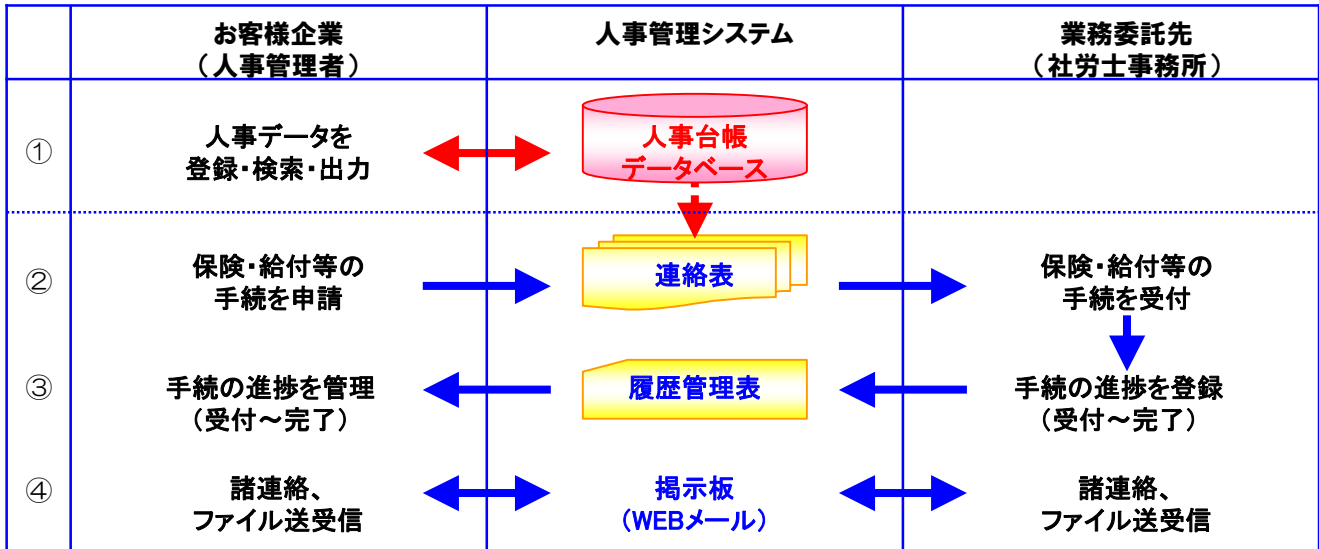 お客様企業
（人事管理者）
人事管理システム
業務委託先
（社労士事務所）
①
人事データを
登録・検索・出力
人事台帳
データベース
②
保険・給付等の
手続を申請
連絡表
保険・給付等の
手続を受付
③
手続の進捗を管理
（受付～完了）
履歴管理表
手続の進捗を登録
（受付～完了）
④
諸連絡、
ファイル送受信
掲示板
（WEBメール）
諸連絡、
ファイル送受信